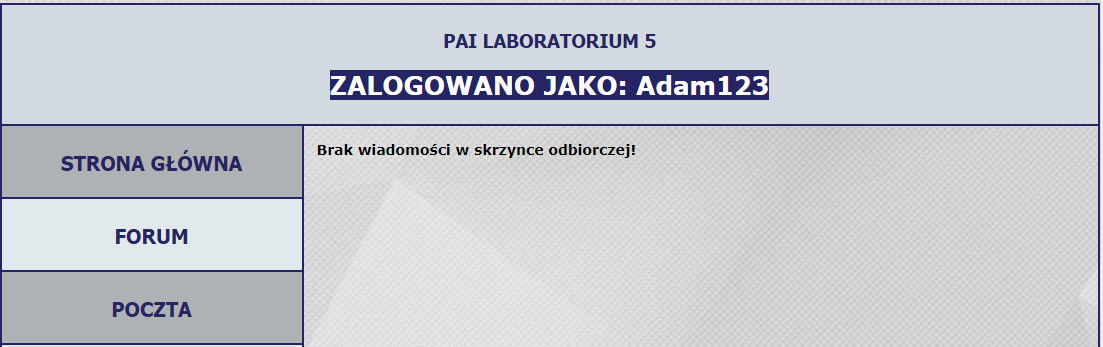 PAI LABORATORIUM 5
ZALOGOWANO JAKO: Adam123
STRONA GŁÓWNA
FORUM
POCZTA
Brak wiadomości w skrzynce odbiorczej!